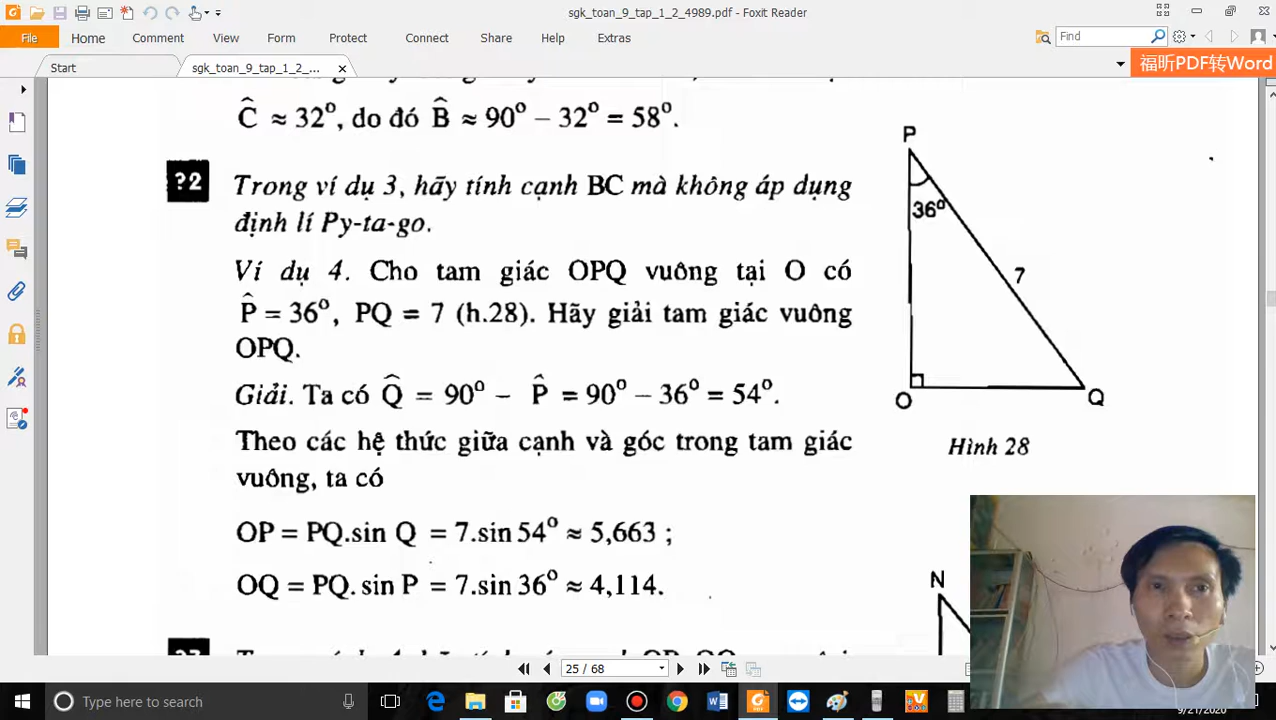 sgk_toan_9_tap_1_2_4989.pdf - Foxit Reader
File Home Comment View Form Protect Connect Share Help Extras Find
Start sgk_toan_9_tap_1_2_...
福昕PDF转Word
Ĉ ≈ 32°, do đó B̂ ≈ 90° – 32° = 58°.
?2 Trong ví dụ 3, hãy tính cạnh BC mà không áp dụng
định lí Py-ta-go.
Ví dụ 4. Cho tam giác OPQ vuông tại O có
P̂ = 36°, PQ = 7 (h.28). Hãy giải tam giác vuông
OPQ.
Giải. Ta có Q̂ = 90° – P̂ = 90° – 36° = 54°.
Theo các hệ thức giữa cạnh và góc trong tam giác
vuông, ta có
OP = PQ.sin Q = 7.sin 54° ≈ 5,663 ;
OQ = PQ. sin P = 7.sin 36° ≈ 4,114.
P
36°
7
O Q
Hình 28
N
25 / 68
Type here to search